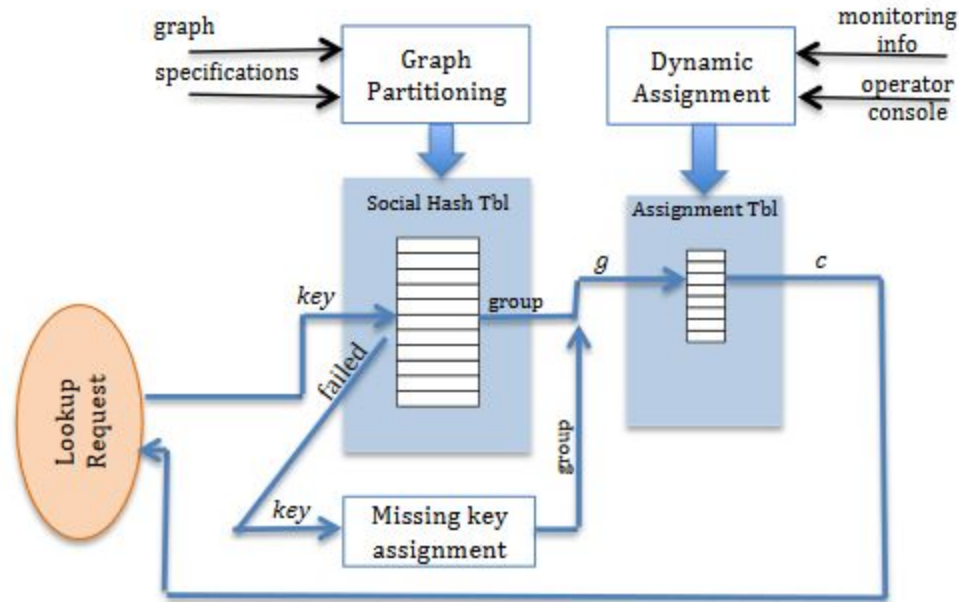 graph
specifications
Graph
Partitioning
Dynamic
Assignment
monitoring
info
operator
console
Social Hash Tbl
Assignment Tbl
key
group
g
c
failed
group
Lookup
Request
key
Missing key
assignment